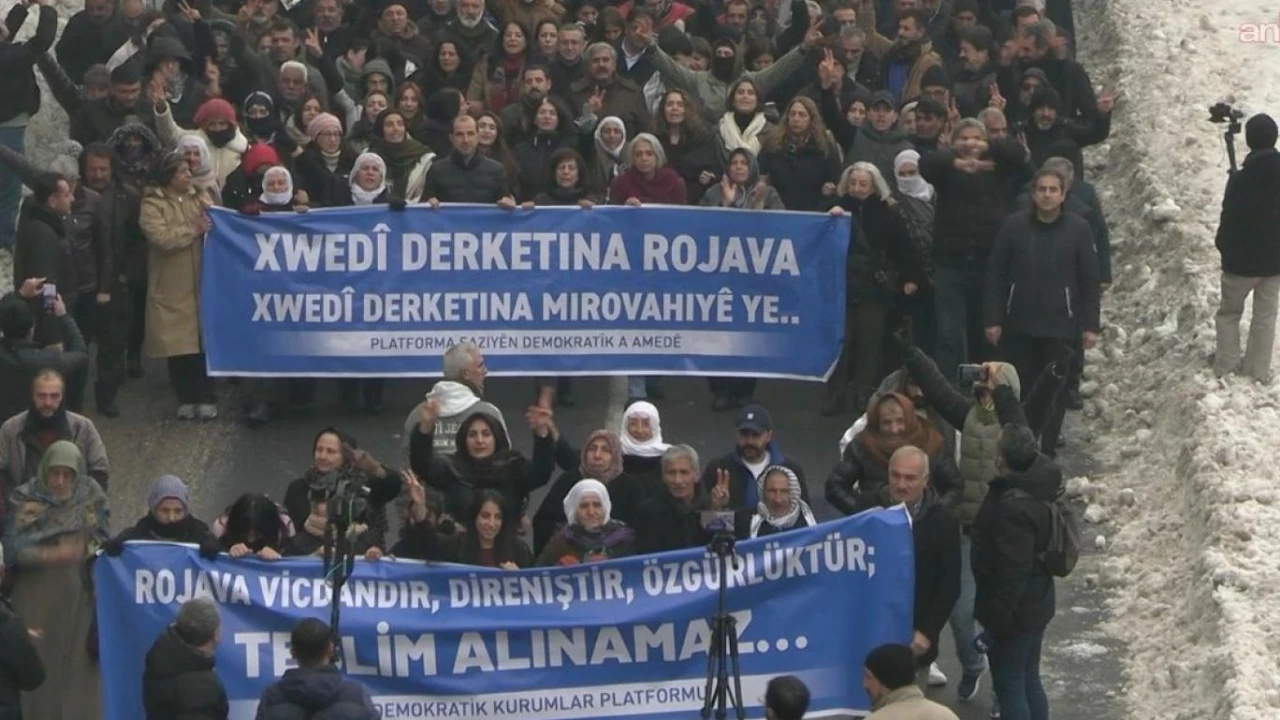 an
XWEDÎ DERKETINA ROJAVA
XWEDÎ DERKETINA MIROVAHIYÊ YE..
PLATFORMA SAZIYÊN DEMOKRATÎK A AMEDÊ
ROJAVA VİCDANDIR, DİRENİŞTİR, ÖZGÜRLÜKTÜR;
TESLİM ALINAMAZ...
DEMOKRATİK KURUMLAR PLATFORMU